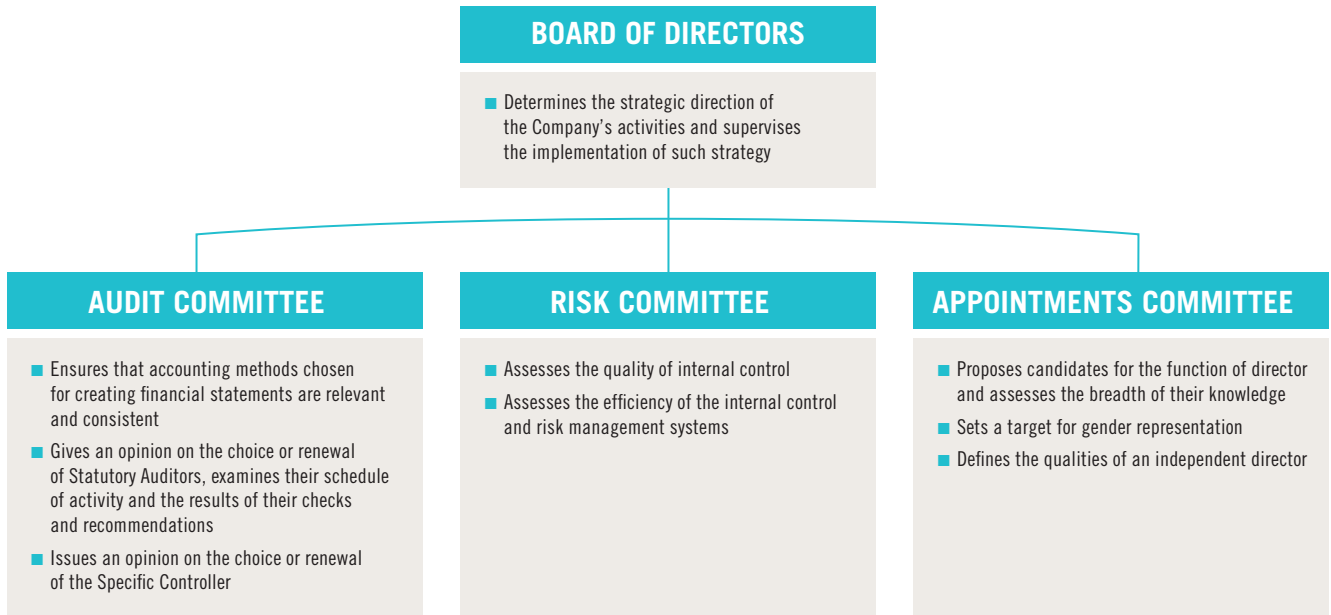 BOARD OF DIRECTORS
■ Determines the strategic direction of
the Company’s activities and supervises
the implementation of such strategy
AUDIT COMMITTEE
■ Ensures that accounting methods chosen
for creating financial statements are relevant
and consistent
■ Gives an opinion on the choice or renewal
of Statutory Auditors, examines their schedule
of activity and the results of their checks
and recommendations
■ Issues an opinion on the choice or renewal
of the Specific Controller
RISK COMMITTEE
■ Assesses the quality of internal control
■ Assesses the efficiency of the internal control
and risk management systems
APPOINTMENTS COMMITTEE
■ Proposes candidates for the function of director
and assesses the breadth of their knowledge
■ Sets a target for gender representation
■ Defines the qualities of an independent director